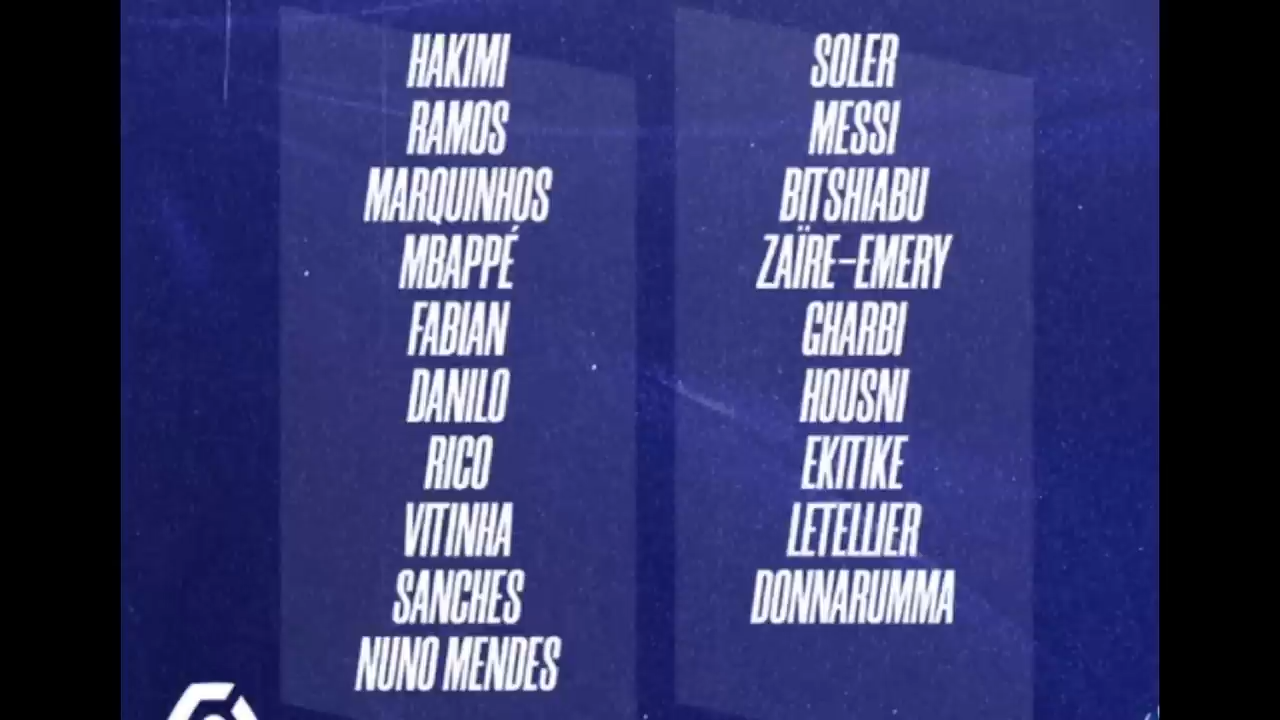 HAKIMI
RAMOS
MARQUINHOS
MBAPPÉ
FABIAN
DANILO
RICO
VITINHA
SANCHES
NUNO MENDES
SOLER
MESSI
BITSHIABU
ZAÏRE-EMERY
GHARBI
HOUSNI
EKITIKE
LETELLIER
DONNARUMMA